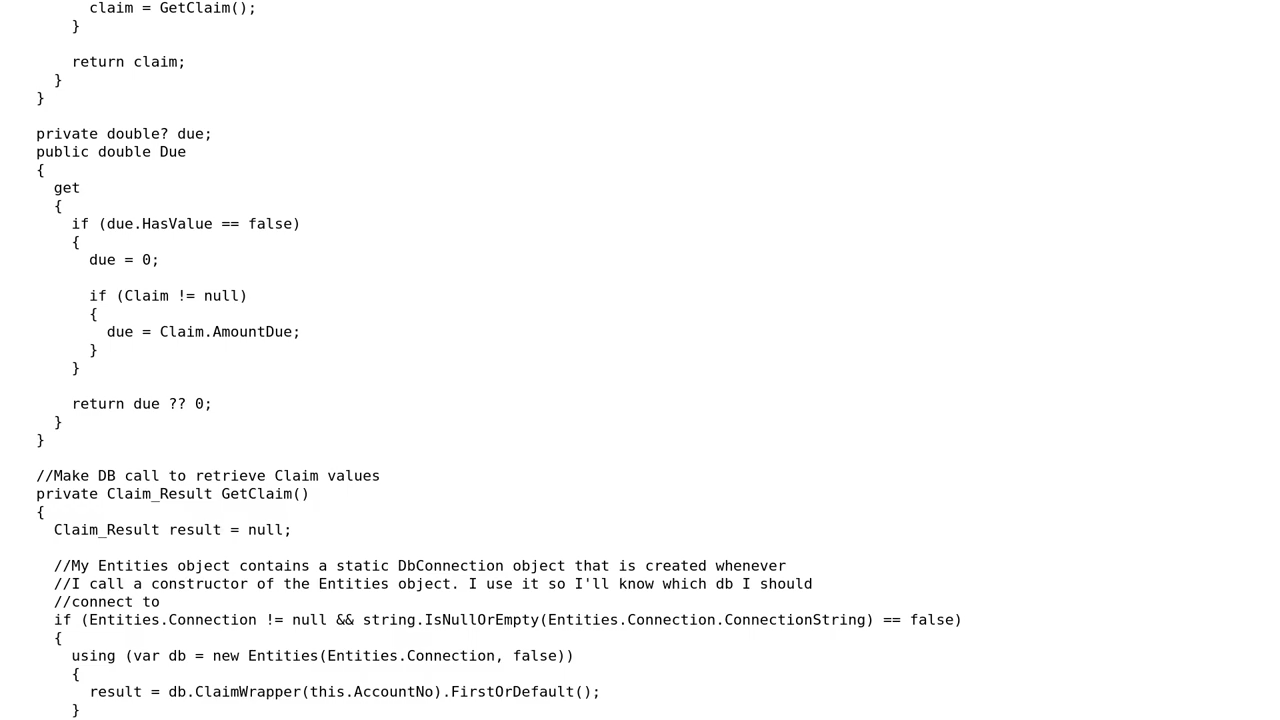 claim = GetClaim();
}
return claim;
}
}
private double? due;
public double Due
{
get
{
if (due.HasValue == false)
{
due = 0;
if (Claim != null)
{
due = Claim.AmountDue;
}
}
return due ?? 0;
}
}
//Make DB call to retrieve Claim values
private Claim_Result GetClaim()
{
Claim_Result result = null;
//My Entities object contains a static DbConnection object that is created whenever
//I call a constructor of the Entities object. I use it so I'll know which db I should
//connect to
if (Entities.Connection != null && string.IsNullOrEmpty(Entities.Connection.ConnectionString) == false)
{
using (var db = new Entities(Entities.Connection, false))
{
result = db.ClaimWrapper(this.AccountNo).FirstOrDefault();
}